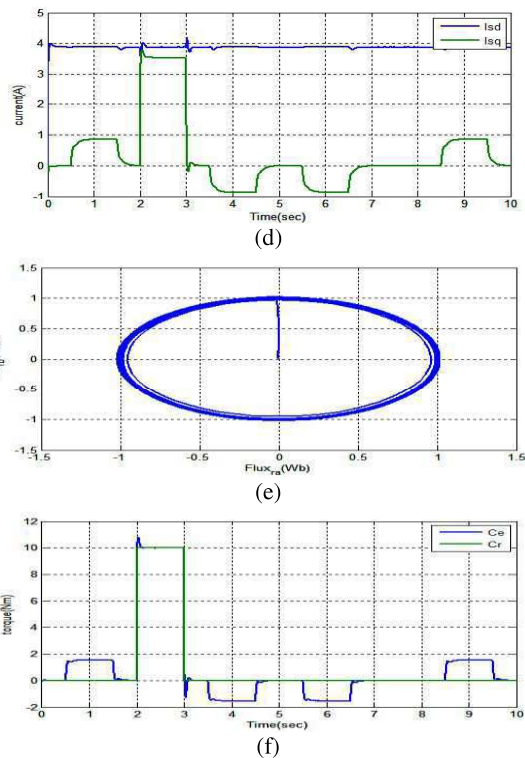 5
Isd
4
Isq
3
current(A)
2
1
0
-1
0 1 2 3 4 5 6 7 8 9 10
Time(sec)
(d)
1.5
1
0.5
0
-0.5
-1
-1.5
-1.5 -1 -0.5 0 0.5 1 1.5
Flux ra(Wb)
(e)
12
Ce
10
Cr
8
6
torque(Nm)
4
2
0
-2
0 1 2 3 4 5 6 7 8 9 10
Time(sec)
(f)